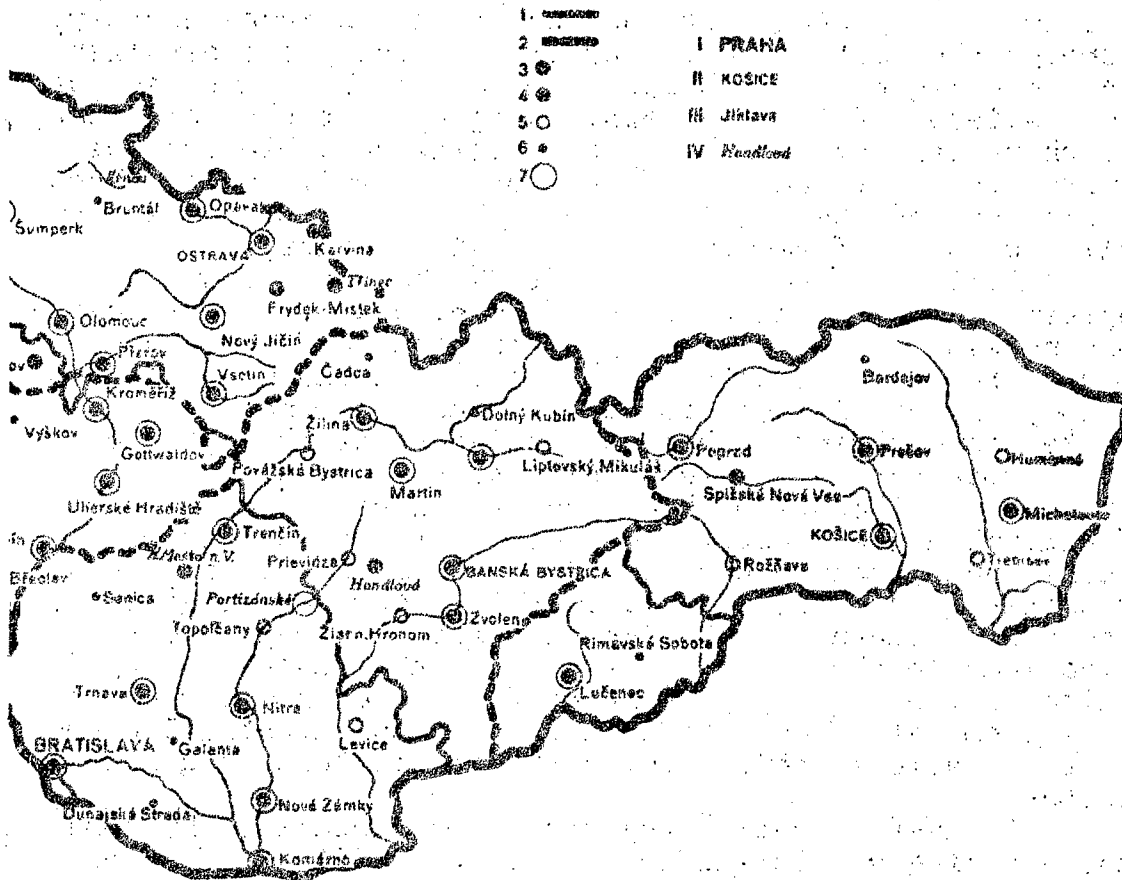 1.
2
3
4
5
6
7
I PRAHA
II KOŠICE
III Jihlava
IV Handlová
Bruntál
Opava
Šumperk
OSTRAVA
Karviná
Třinec
Frýdek-Místek
Olomouc
Nový Jičín
Přerov
ov
Vsetín
Čadca
Bardejov
Kroměříž
Vyškov
Gottwaldov
Žilina
Dolný Kubín
Považská Bystrica
Liptovský Mikuláš
Poprad
Prešov
Humenné
Martin
Spišská Nová Ves
Uherské Hradiště
Michalovce
Trenčín
KOŠICE
N.Mesto n.V.
Prievidza
Handlová
BANSKÁ BYSTRICA
Rožňava
Trebišov
Břeclav
Senica
Partizánske
Topoľčany
Žiar n. Hronom
Zvolen
Rimavská Sobota
Lučenec
Trnava
Nitra
Levice
BRATISLAVA
Galanta
Dunajská Streda
Nové Zámky
Komárno